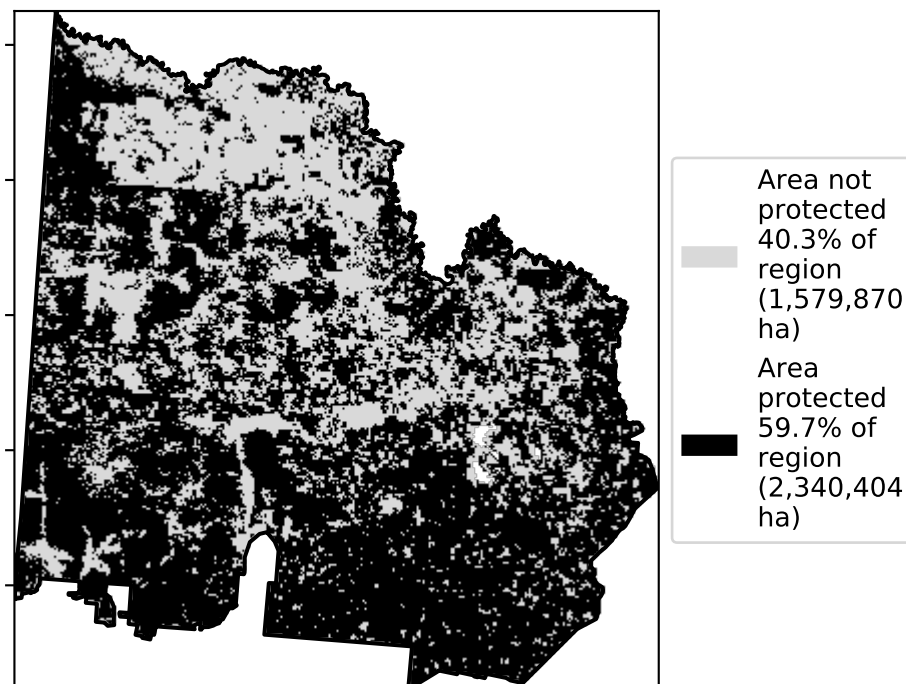 Area not
protected
40.3% of
region
(1,579,870
ha)
Area
protected
59.7% of
region
(2,340,404
ha)